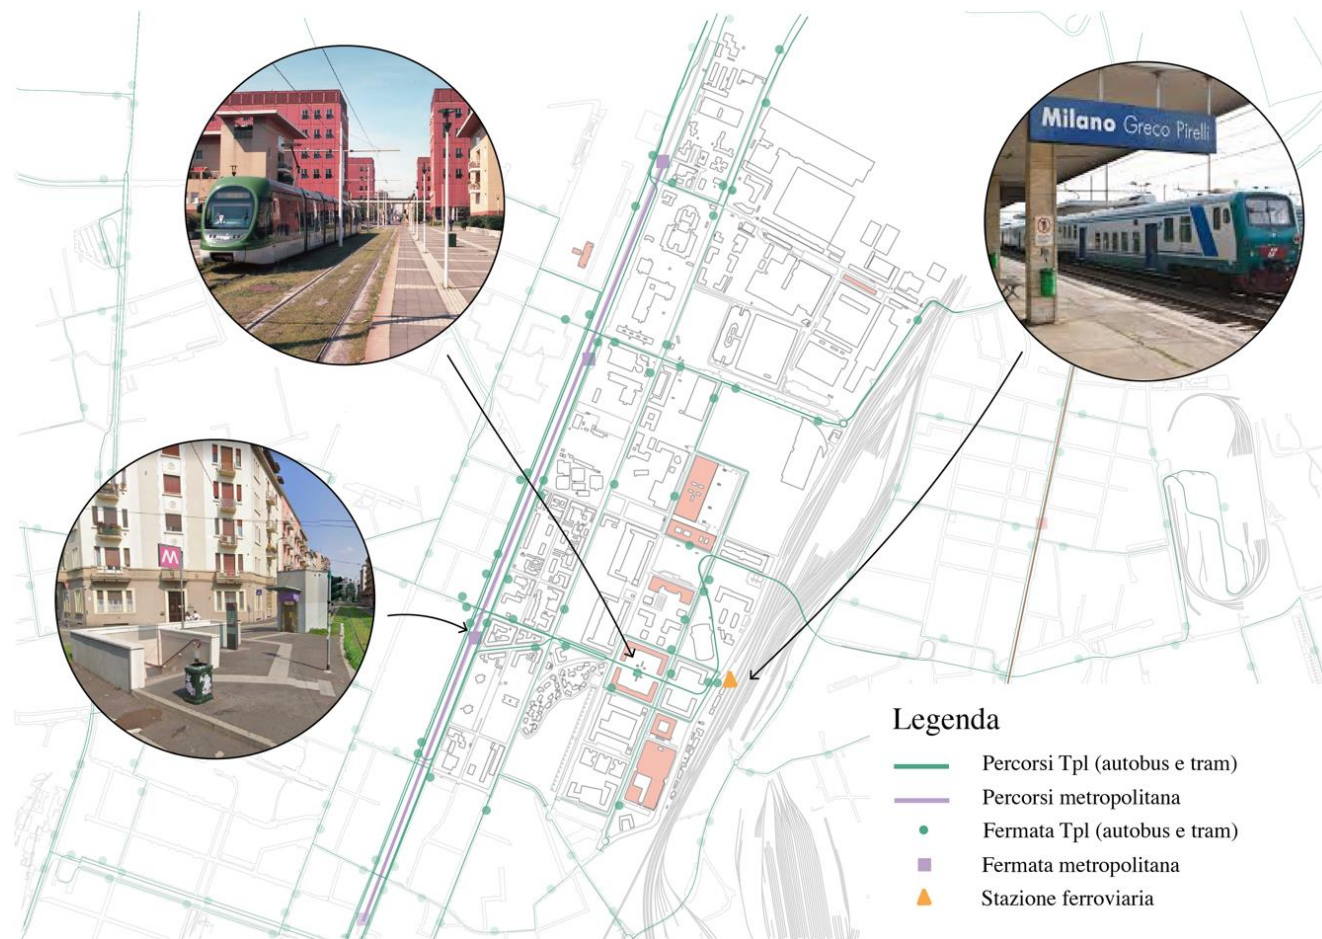 Milano Greco Pirelli
M
Legenda
Percorsi Tpl (autobus e tram)
Percorsi metropolitana
Fermata Tpl (autobus e tram)
Fermata metropolitana
Stazione ferroviaria